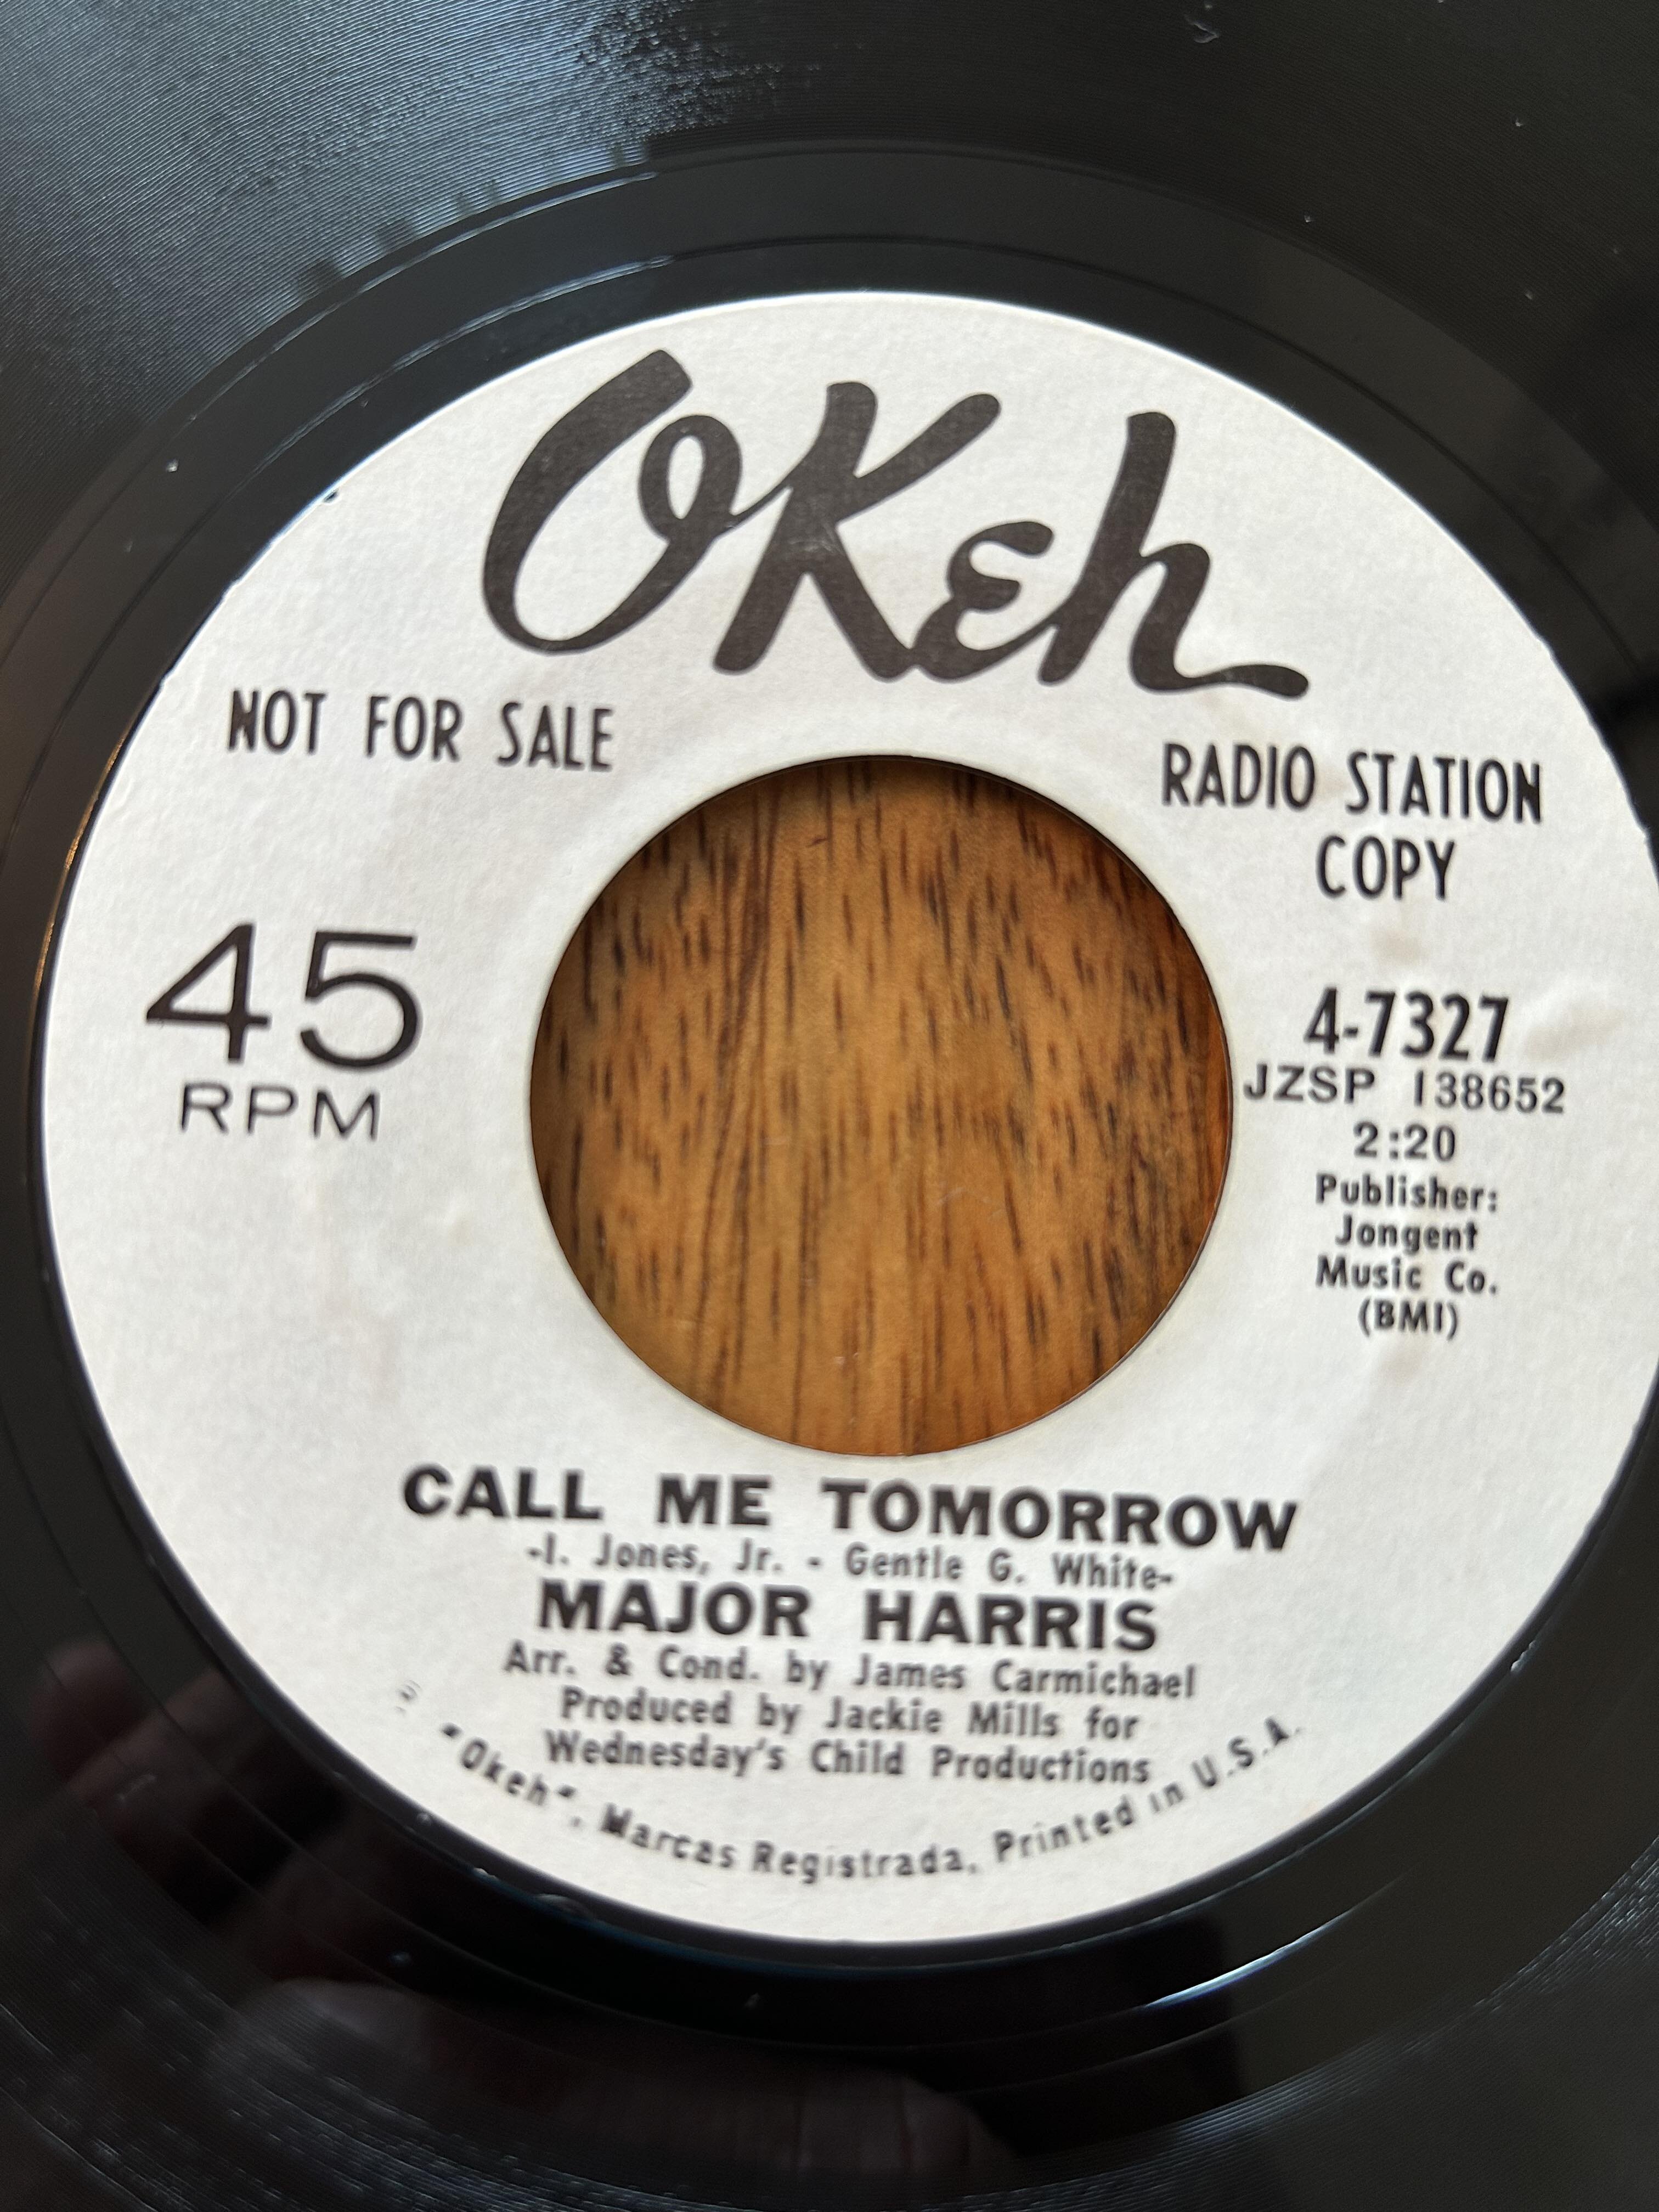 OKeh
NOT FOR SALE
RADIO STATION
COPY
45
RPM
4-7327
JZSP 138652
2:20
Publisher:
Jongent
Music Co.
(BMI)
CALL ME TOMORROW
-I. Jones, Jr. - Gentle G. White-
MAJOR HARRIS
Arr. & Cond. by James Carmichael
Produced by Jackie Mills for
Wednesday's Child Productions
"Okeh", Marcas Registrada, Printed in U.S.A.